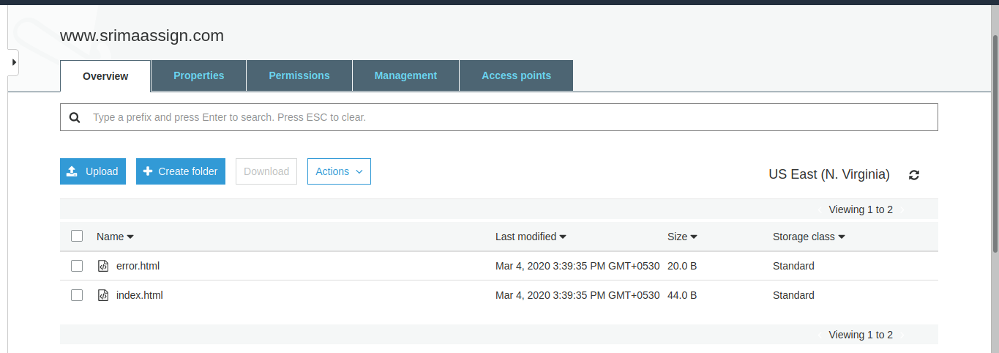 www.srimaassign.com
Overview Properties Permissions Management Access points
Type a prefix and press Enter to search. Press ESC to clear.
Upload Create folder Download Actions US East (N. Virginia)
Viewing 1 to 2
Name Last modified Size Storage class
error.html Mar 4, 2020 3:39:35 PM GMT+0530 20.0 B Standard
index.html Mar 4, 2020 3:39:35 PM GMT+0530 44.0 B Standard
Viewing 1 to 2